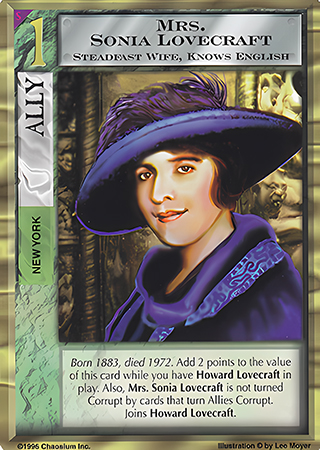 1
Mrs.
Sonia Lovecraft
Steadfast Wife, Knows English
ALLY
NEW YORK
Born 1883, died 1972. Add 2 points to the value
of this card while you have Howard Lovecraft in
play. Also, Mrs. Sonia Lovecraft is not turned
Corrupt by cards that turn Allies Corrupt.
Joins Howard Lovecraft.
©1996 Chaosium Inc.
Illustration © by Lee Moyer